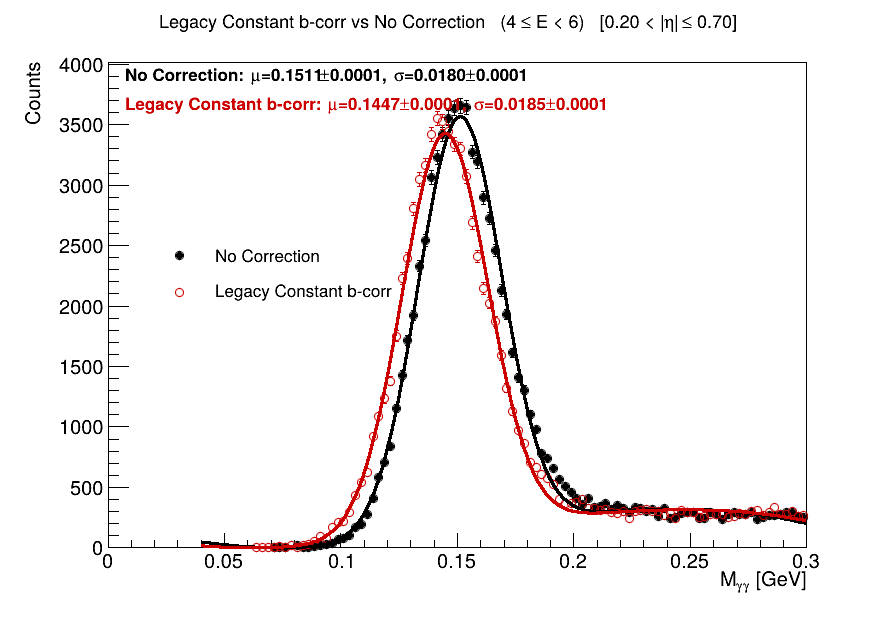 Legacy Constant b-corr vs No Correction (4 ≤ E < 6) [0.20 < |η| ≤ 0.70]
Counts
No Correction: μ=0.1511±0.0001, σ=0.0180±0.0001
Legacy Constant b-corr: μ=0.1447±0.0001, σ=0.0185±0.0001
No Correction
Legacy Constant b-corr
4000
3500
3000
2500
2000
1500
1000
500
0
0 0.05 0.1 0.15 0.2 0.25 0.3
Mγγ [GeV]